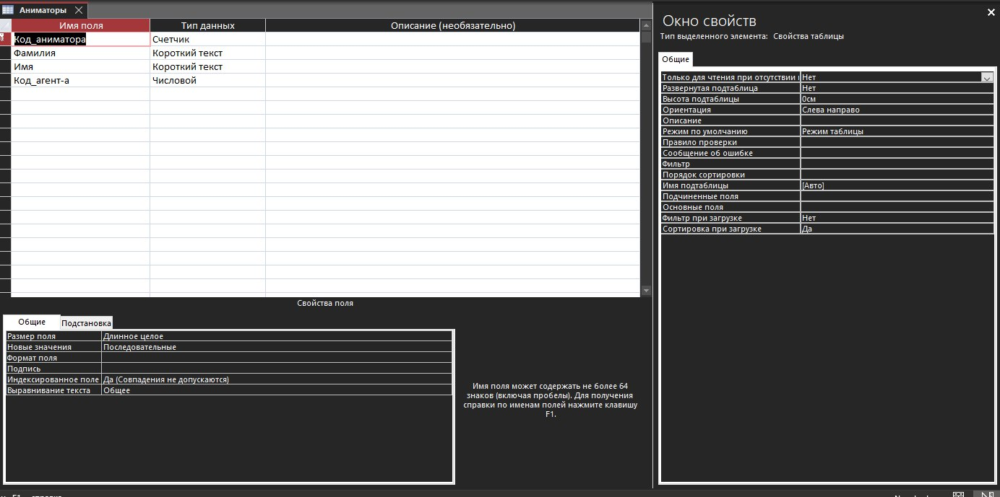 Аниматоры
Имя поля Тип данных Описание (необязательно)
Код_аниматора Счетчик
Фамилия Короткий текст
Имя Короткий текст
Код_агент-а Числовой
Свойства поля
Общие Подстановка
Размер поля Длинное целое
Новые значения Последовательные
Формат поля
Подпись
Индексированное поле Да (Совпадения не допускаются)
Выравнивание текста Общее
Имя поля может содержать не более 64
знаков (включая пробелы). Для получения
справки по именам полей нажмите клавишу
F1.
Окно свойств
Тип выделенного элемента: Свойства таблицы
Общие
Только для чтения при отсутствии Нет
Развернутая подтаблица Нет
Высота подтаблицы 0см
Ориентация Слева направо
Описание
Режим по умолчанию Режим таблицы
Правило проверки
Сообщение об ошибке
Фильтр
Порядок сортировки
Имя подтаблицы [Авто]
Подчиненные поля
Основные поля
Фильтр при загрузке Нет
Сортировка при загрузке Да